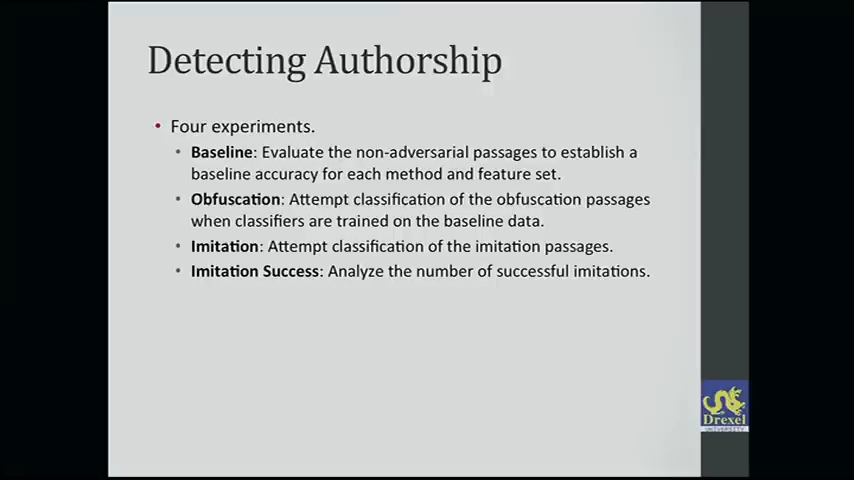 Detecting Authorship
• Four experiments.
• Baseline: Evaluate the non-adversarial passages to establish a
baseline accuracy for each method and feature set.
• Obfuscation: Attempt classification of the obfuscation passages
when classifiers are trained on the baseline data.
• Imitation: Attempt classification of the imitation passages.
• Imitation Success: Analyze the number of successful imitations.
Drexel
UNIVERSITY